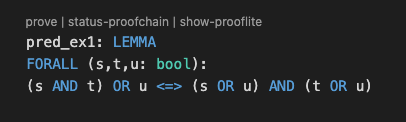 prove | status-proofchain | show-prooflite
pred_ex1: LEMMA
FORALL (s,t,u: bool):
(s AND t) OR u <=> (s OR u) AND (t OR u)